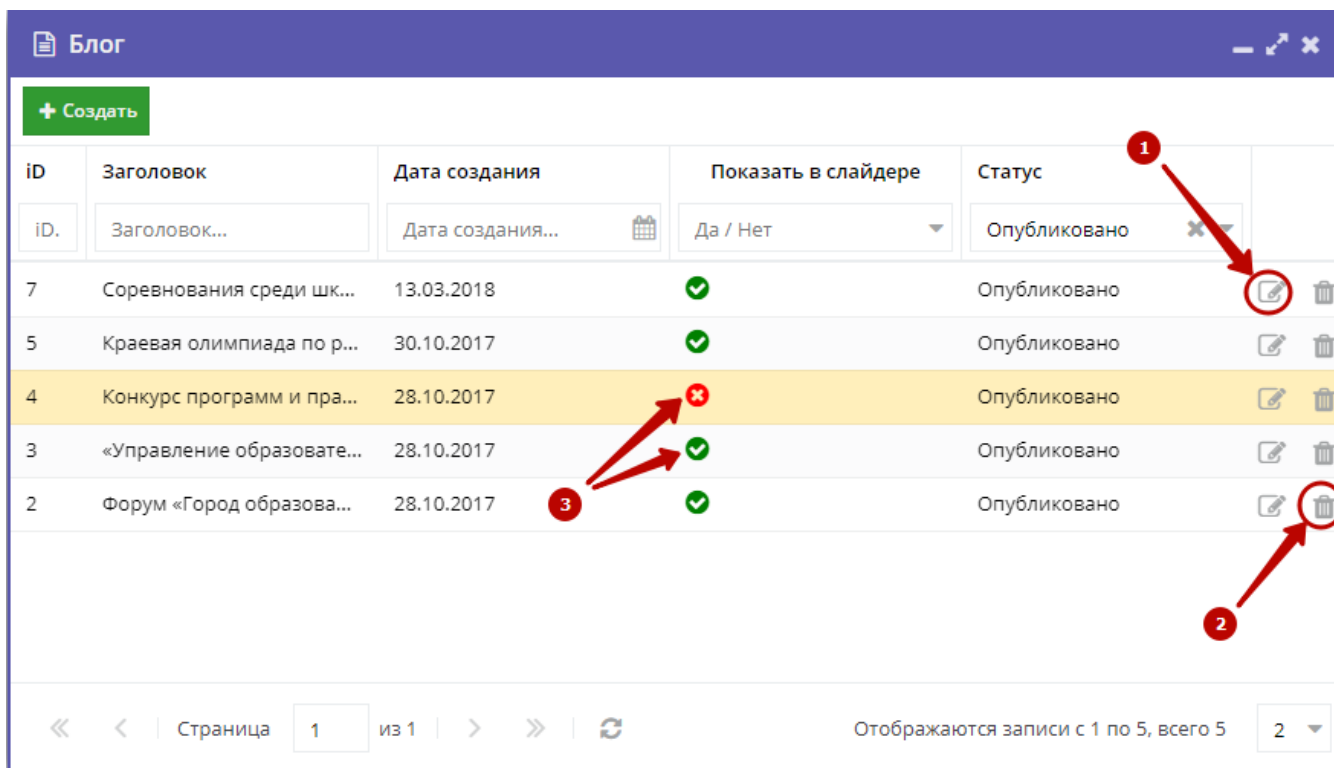 Блог
Создать
iD Заголовок Дата создания Показать в слайдере Статус
iD. Заголовок... Дата создания... Да / Нет Опубликовано
1
7 Соревнования среди шк... 13.03.2018 Опубликовано
5 Краевая олимпиада по р... 30.10.2017 Опубликовано
4 Конкурс программ и пра... 28.10.2017 Опубликовано
3 «Управление образовате... 28.10.2017 Опубликовано
2 Форум «Город образова... 28.10.2017 Опубликовано
3
2
Страница 1 из 1 Отображаются записи с 1 по 5, всего 5 2